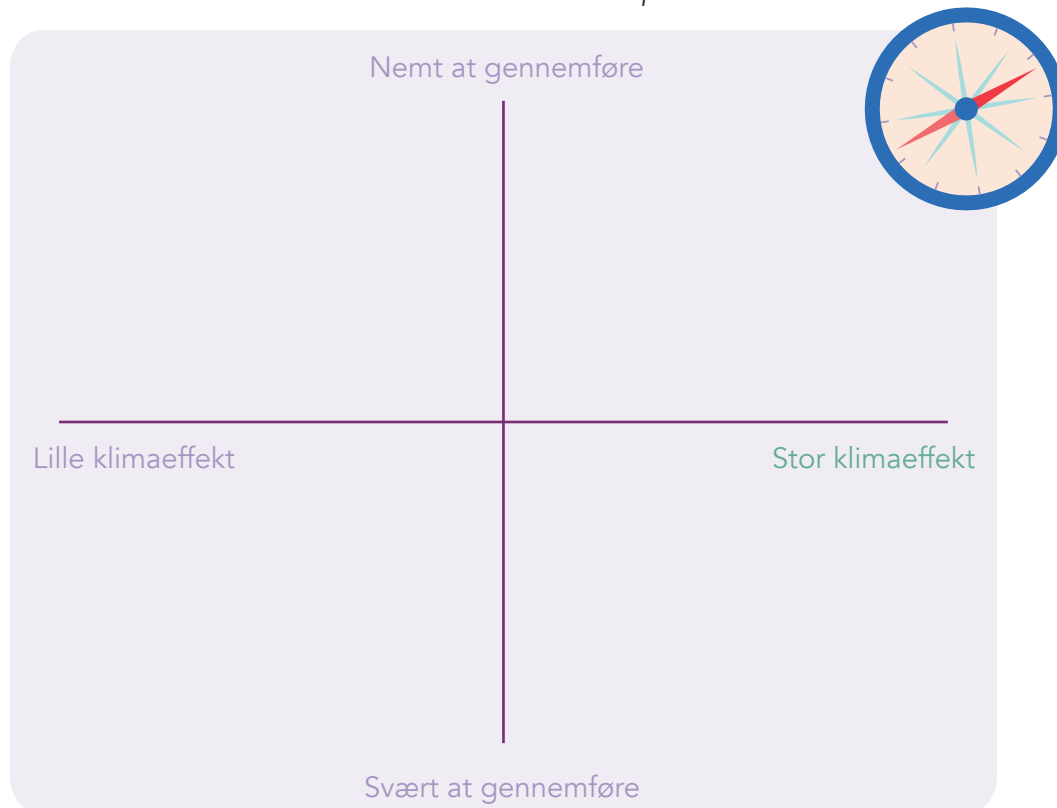 Nemt at gennemføre
Lille klimaeffekt
Stor klimaeffekt
Svært at gennemføre